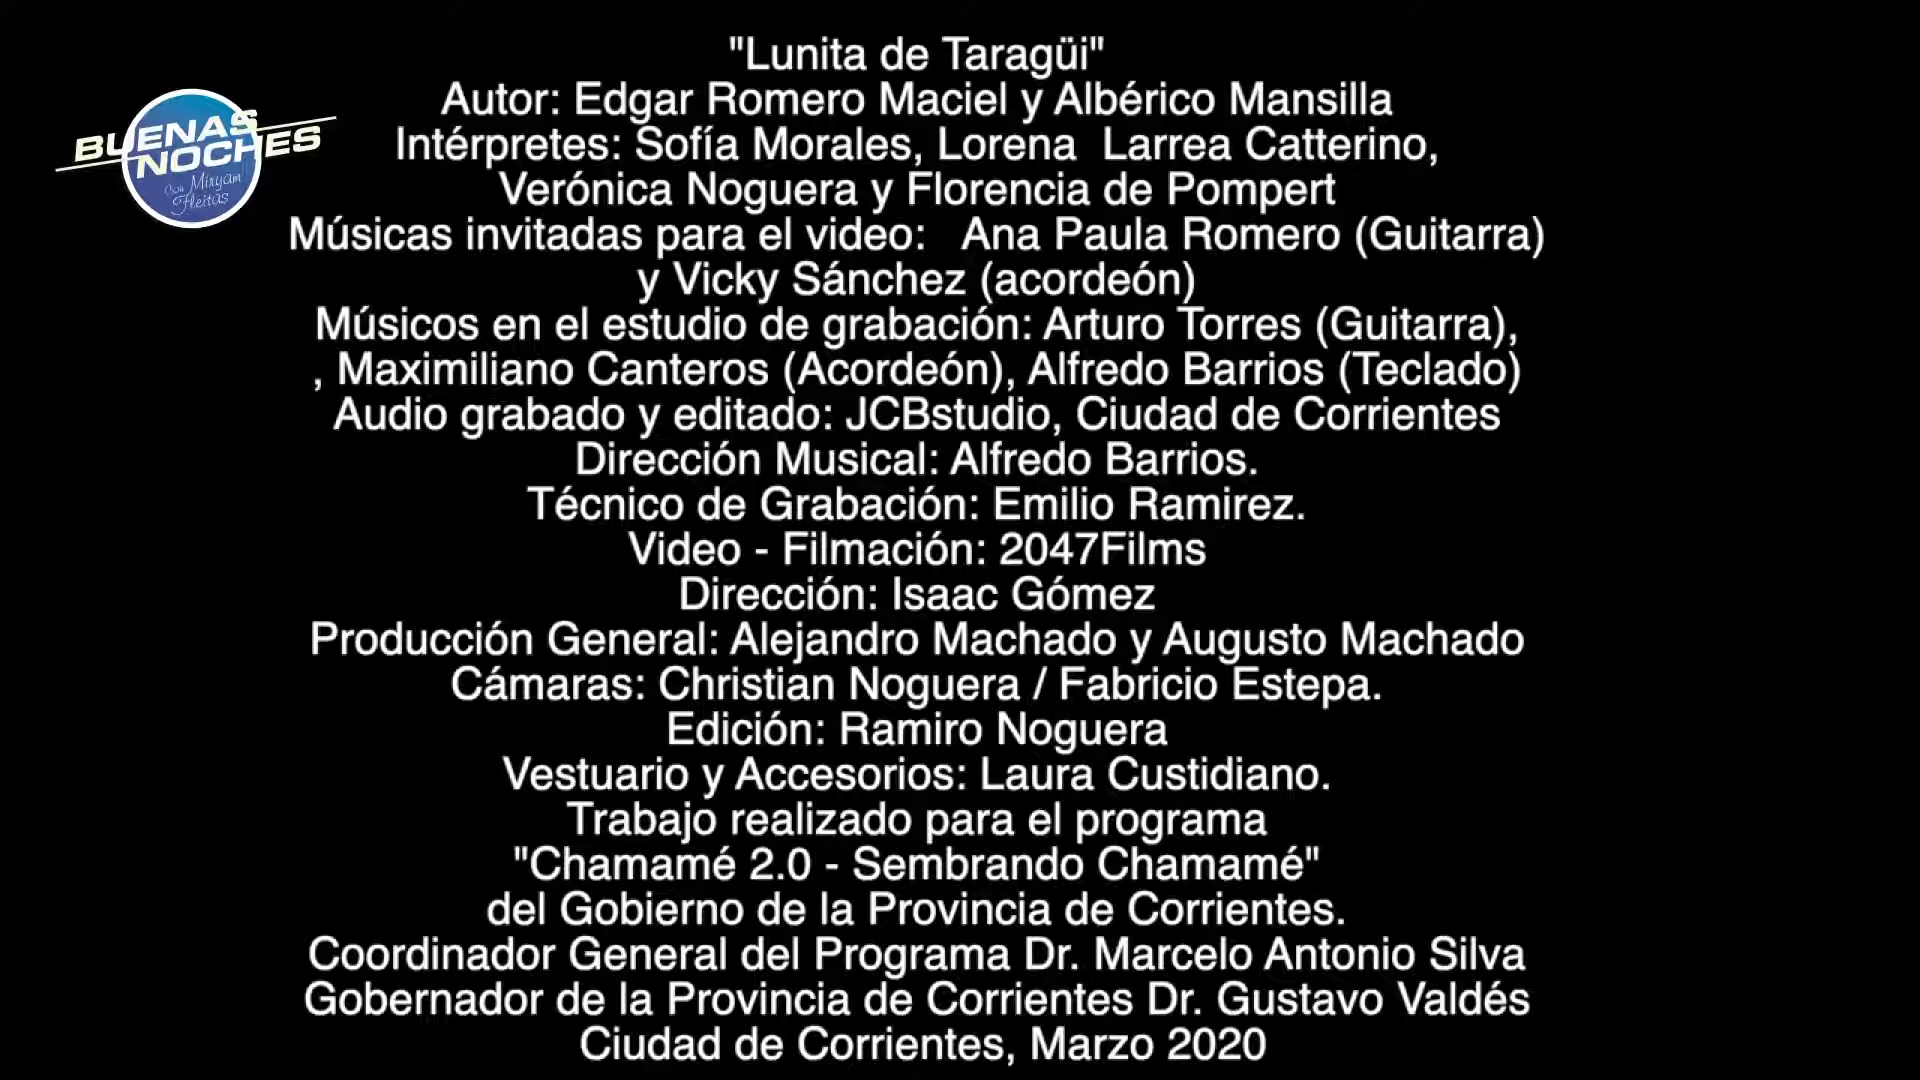 "Lunita de Taragüi"
Autor: Edgar Romero Maciel y Albérico Mansilla
Intérpretes: Sofía Morales, Lorena  Larrea Catterino,
Verónica Noguera y Florencia de Pompert
Músicas invitadas para el video:   Ana Paula Romero (Guitarra)
y Vicky Sánchez (acordeón)
Músicos en el estudio de grabación: Arturo Torres (Guitarra),
, Maximiliano Canteros (Acordeón), Alfredo Barrios (Teclado)
Audio grabado y editado: JCBstudio, Ciudad de Corrientes
Dirección Musical: Alfredo Barrios.
Técnico de Grabación: Emilio Ramirez.
Video - Filmación: 2047Films
Dirección: Isaac Gómez
Producción General: Alejandro Machado y Augusto Machado
Cámaras: Christian Noguera / Fabricio Estepa.
Edición: Ramiro Noguera
Vestuario y Accesorios: Laura Custidiano.
Trabajo realizado para el programa
"Chamamé 2.0 - Sembrando Chamamé"
del Gobierno de la Provincia de Corrientes.
Coordinador General del Programa Dr. Marcelo Antonio Silva
Gobernador de la Provincia de Corrientes Dr. Gustavo Valdés
Ciudad de Corrientes, Marzo 2020
BUENAS
NOCHES
Con Miryam
Fleitas